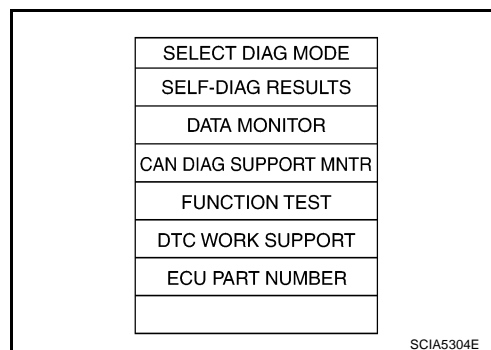 SELECT DIAG MODE
SELF-DIAG RESULTS
DATA MONITOR
CAN DIAG SUPPORT MNTR
FUNCTION TEST
DTC WORK SUPPORT
ECU PART NUMBER
SCIA5304E